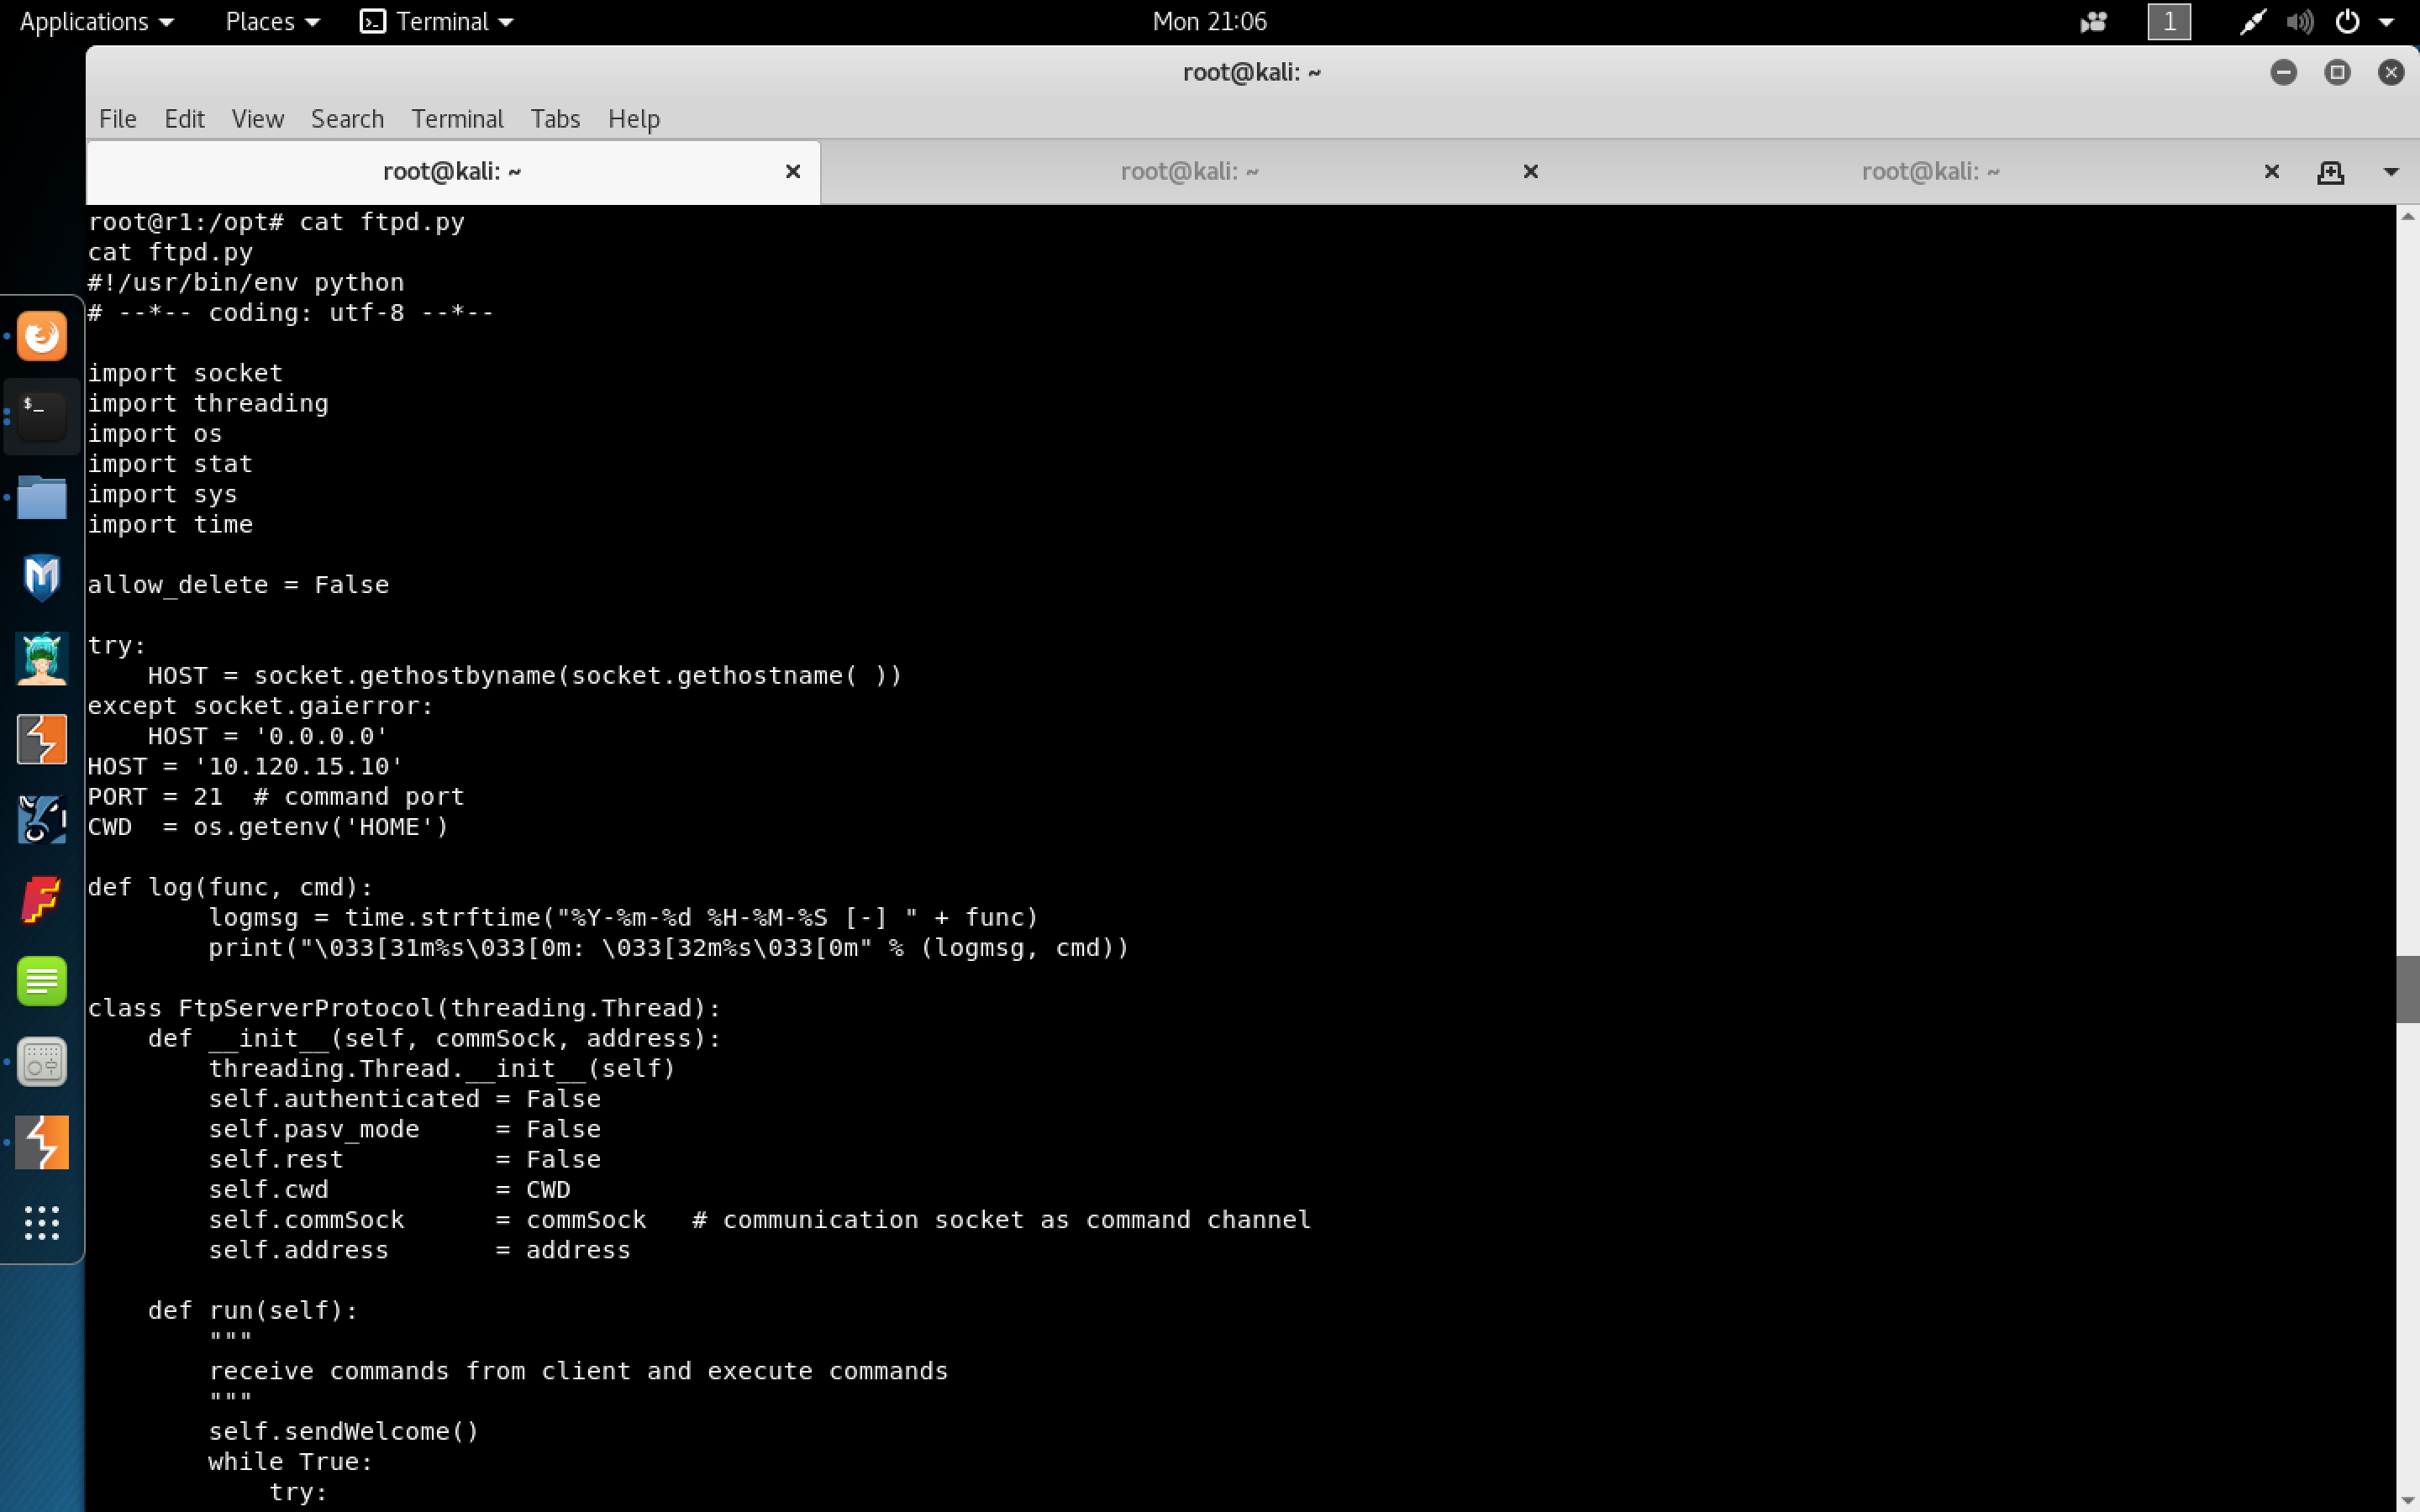 Applications Places Terminal Mon 21:06 1
root@kali: ~
File Edit View Search Terminal Tabs Help
root@kali: ~ root@kali: ~ root@kali: ~
root@r1:/opt# cat ftpd.py
cat ftpd.py
#!/usr/bin/env python
# --*-- coding: utf-8 --*--

import socket
import threading
import os
import stat
import sys
import time

allow_delete = False

try:
    HOST = socket.gethostbyname(socket.gethostname( ))
except socket.gaierror:
    HOST = '0.0.0.0'
HOST = '10.120.15.10'
PORT = 21  # command port
CWD  = os.getenv('HOME')

def log(func, cmd):
        logmsg = time.strftime("%Y-%m-%d %H-%M-%S [-] " + func)
        print("\033[31m%s\033[0m: \033[32m%s\033[0m" % (logmsg, cmd))

class FtpServerProtocol(threading.Thread):
    def __init__(self, commSock, address):
        threading.Thread.__init__(self)
        self.authenticated = False
        self.pasv_mode     = False
        self.rest          = False
        self.cwd           = CWD
        self.commSock      = commSock   # communication socket as command channel
        self.address       = address

    def run(self):
        """
        receive commands from client and execute commands
        """
        self.sendWelcome()
        while True:
            try: